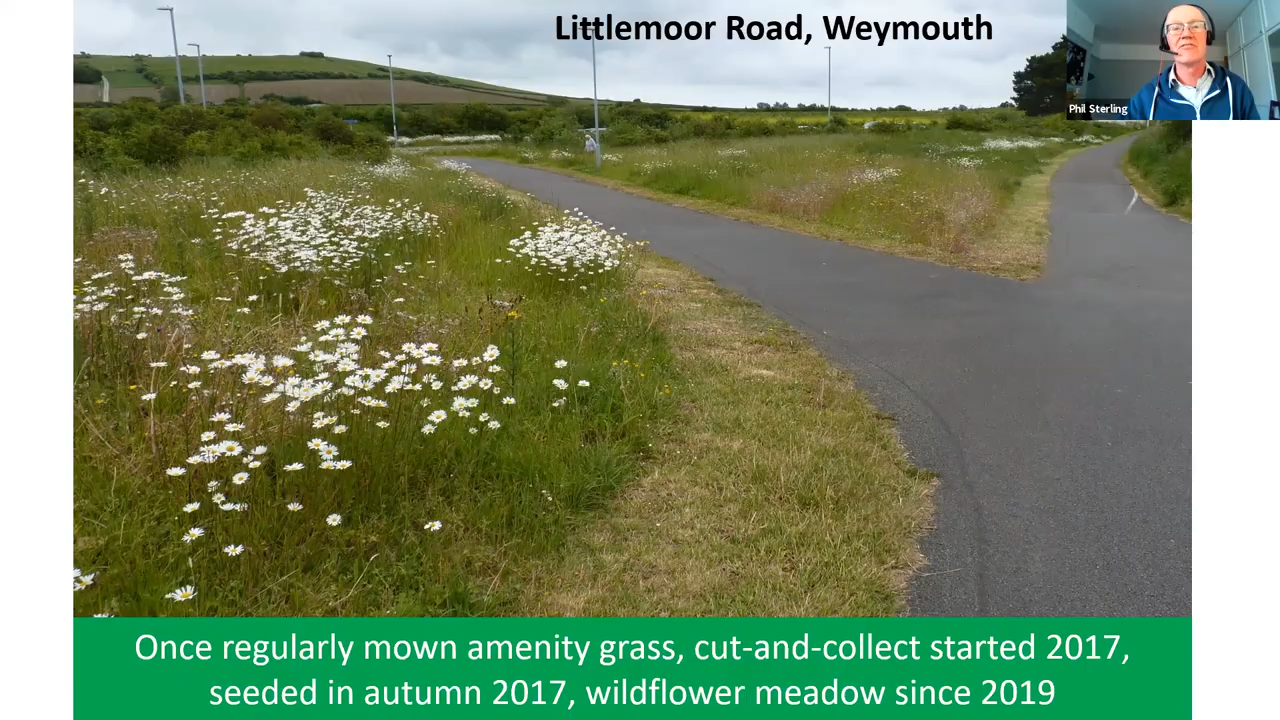 Littlemoor Road, Weymouth
Phil Sterling
Once regularly mown amenity grass, cut-and-collect started 2017,
seeded in autumn 2017, wildflower meadow since 2019